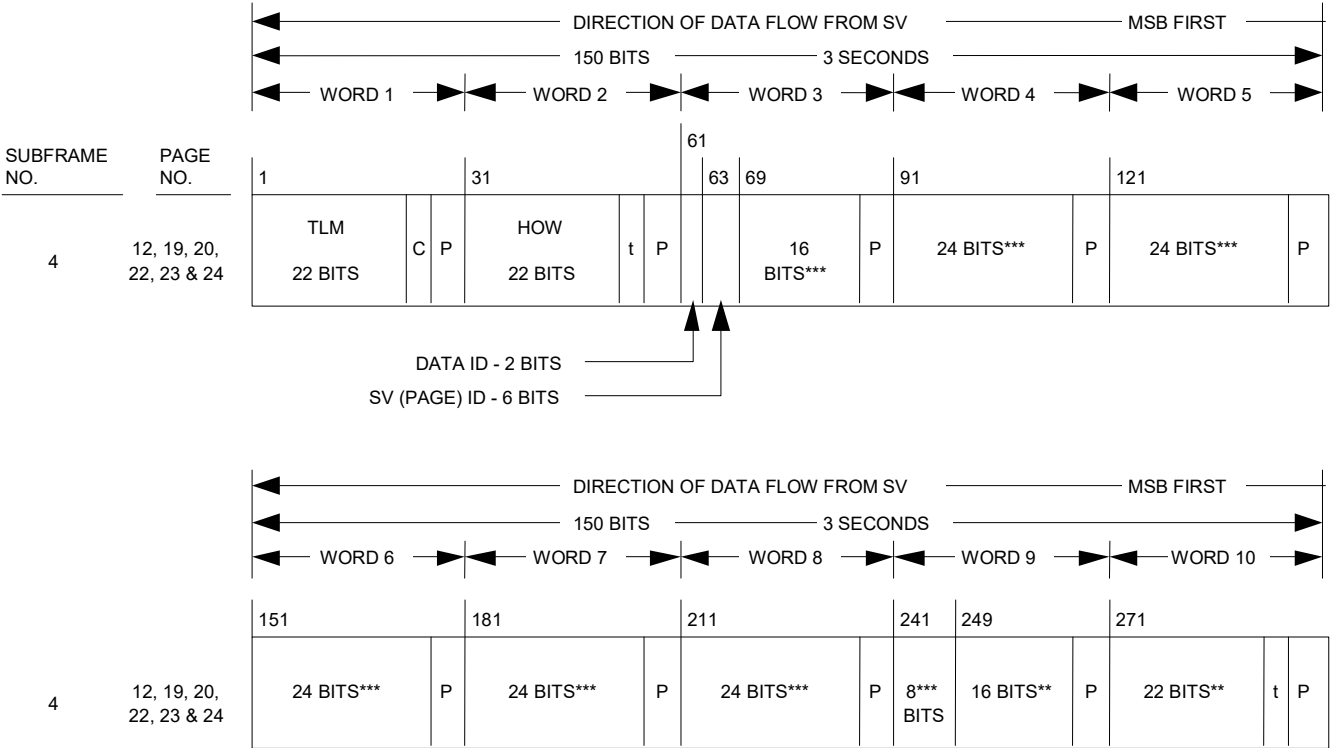 DIRECTION OF DATA FLOW FROM SV MSB FIRST
150 BITS 3 SECONDS
WORD 1 WORD 2 WORD 3 WORD 4 WORD 5
61
SUBFRAME NO. PAGE NO. 1 31 63 69 91 121
4
12, 19, 20,
22, 23 & 24
TLM
22 BITS
C P
HOW
22 BITS
t P
16
BITS***
P
24 BITS***
P
24 BITS***
P
DATA ID - 2 BITS
SV (PAGE) ID - 6 BITS
DIRECTION OF DATA FLOW FROM SV MSB FIRST
150 BITS 3 SECONDS
WORD 6 WORD 7 WORD 8 WORD 9 WORD 10
151 181 211 241 249 271
4
12, 19, 20,
22, 23 & 24
24 BITS***
P
24 BITS***
P
24 BITS***
P
8***
BITS
16 BITS**
P
22 BITS**
t P